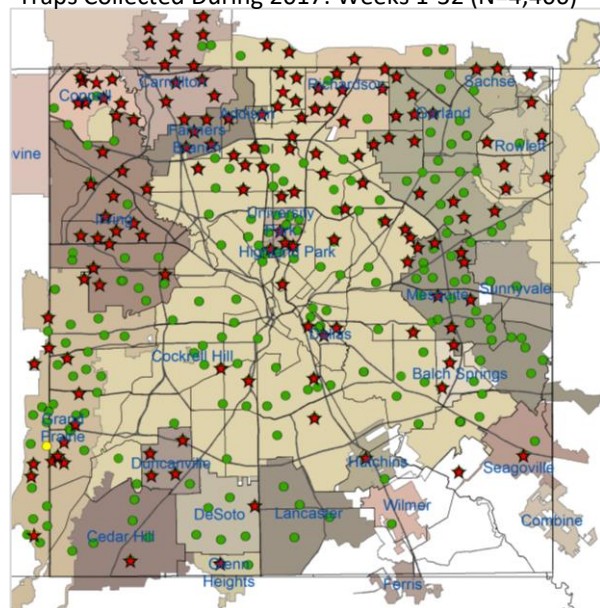 Traps Collected During 2017: Weeks 1-32 (N=4,406)
Sachse
Carrollton
Richardson
Coppell
Addison
Garland
Farmers
Branch
Rowlett
vine
University
Park
Irving
Highland Park
Sunnyvale
Mesquite
Dallas
Cockrell Hill
Balch Springs
Grand
Prairie
Duncanville
Hutchins
Seagoville
Wilmer
DeSoto
Lancaster
Combine
Cedar Hill
Glenn
Heights
Ferris